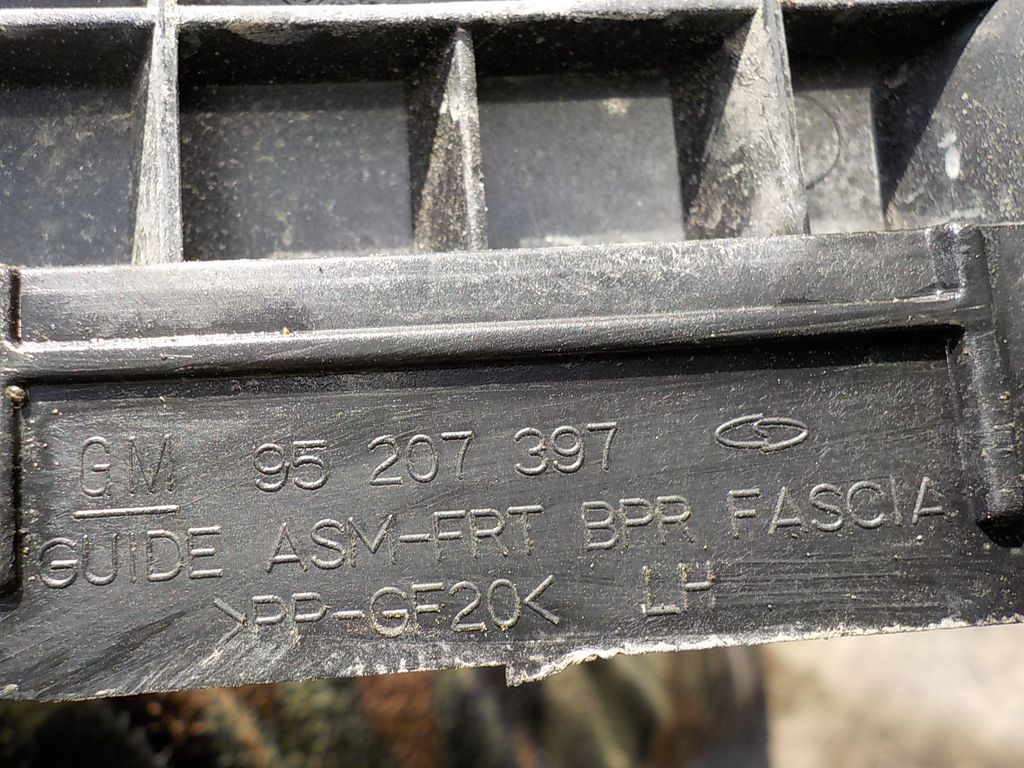 GM 95 207 397
GUIDE ASM-FRT BPR FASCIA
>PP-GF20< LH